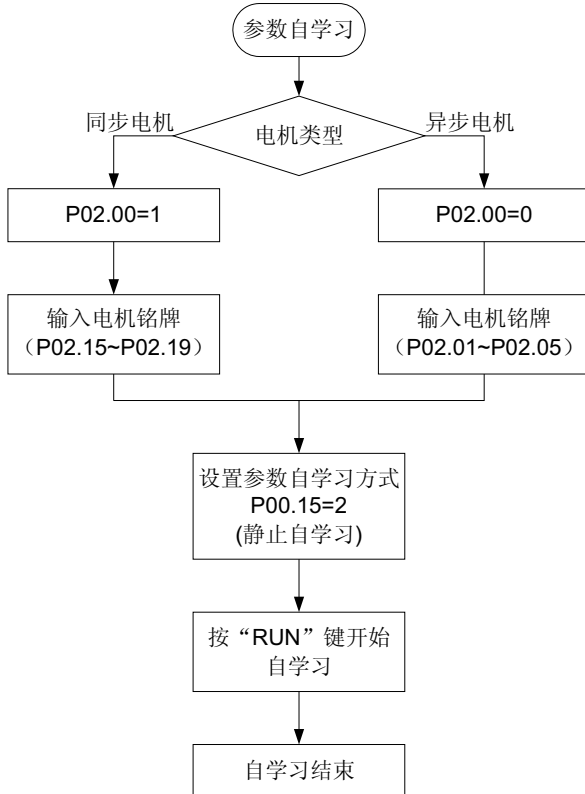 参数自学习
电机类型
同步电机
异步电机
P02.00=1
P02.00=0
输入电机铭牌
（P02.15~P02.19）
输入电机铭牌
（P02.01~P02.05）
设置参数自学习方式
P00.15=2
(静止自学习)
按“RUN”键开始
自学习
自学习结束